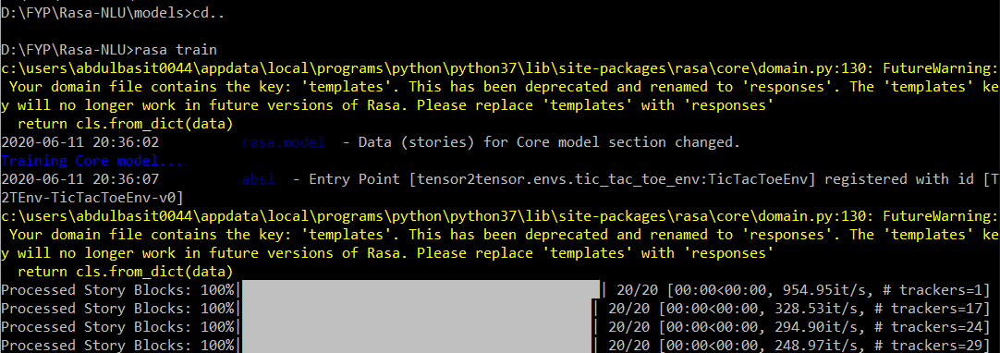 D:\FYP\Rasa-NLU\models>cd..
D:\FYP\Rasa-NLU>rasa train
c:\users\abdulbasit0044\appdata\local\programs\python\python37\lib\site-packages\rasa\core\domain.py:130: FutureWarning:
 Your domain file contains the key: 'templates'. This has been deprecated and renamed to 'responses'. The 'templates' ke
y will no longer work in future versions of Rasa. Please replace 'templates' with 'responses'
  return cls.from_dict(data)
2020-06-11 20:36:02 rasa.model - Data (stories) for Core model section changed.
Training Core model...
2020-06-11 20:36:07 absl - Entry Point [tensor2tensor.envs.tic_tac_toe_env:TicTacToeEnv] registered with id [T
2TEnv-TicTacToeEnv-v0]
c:\users\abdulbasit0044\appdata\local\programs\python\python37\lib\site-packages\rasa\core\domain.py:130: FutureWarning:
 Your domain file contains the key: 'templates'. This has been deprecated and renamed to 'responses'. The 'templates' ke
y will no longer work in future versions of Rasa. Please replace 'templates' with 'responses'
  return cls.from_dict(data)
Processed Story Blocks: 100%| | 20/20 [00:00<00:00, 954.95it/s, # trackers=1]
Processed Story Blocks: 100%| | 20/20 [00:00<00:00, 328.53it/s, # trackers=17]
Processed Story Blocks: 100%| | 20/20 [00:00<00:00, 294.90it/s, # trackers=24]
Processed Story Blocks: 100%| | 20/20 [00:00<00:00, 248.97it/s, # trackers=29]